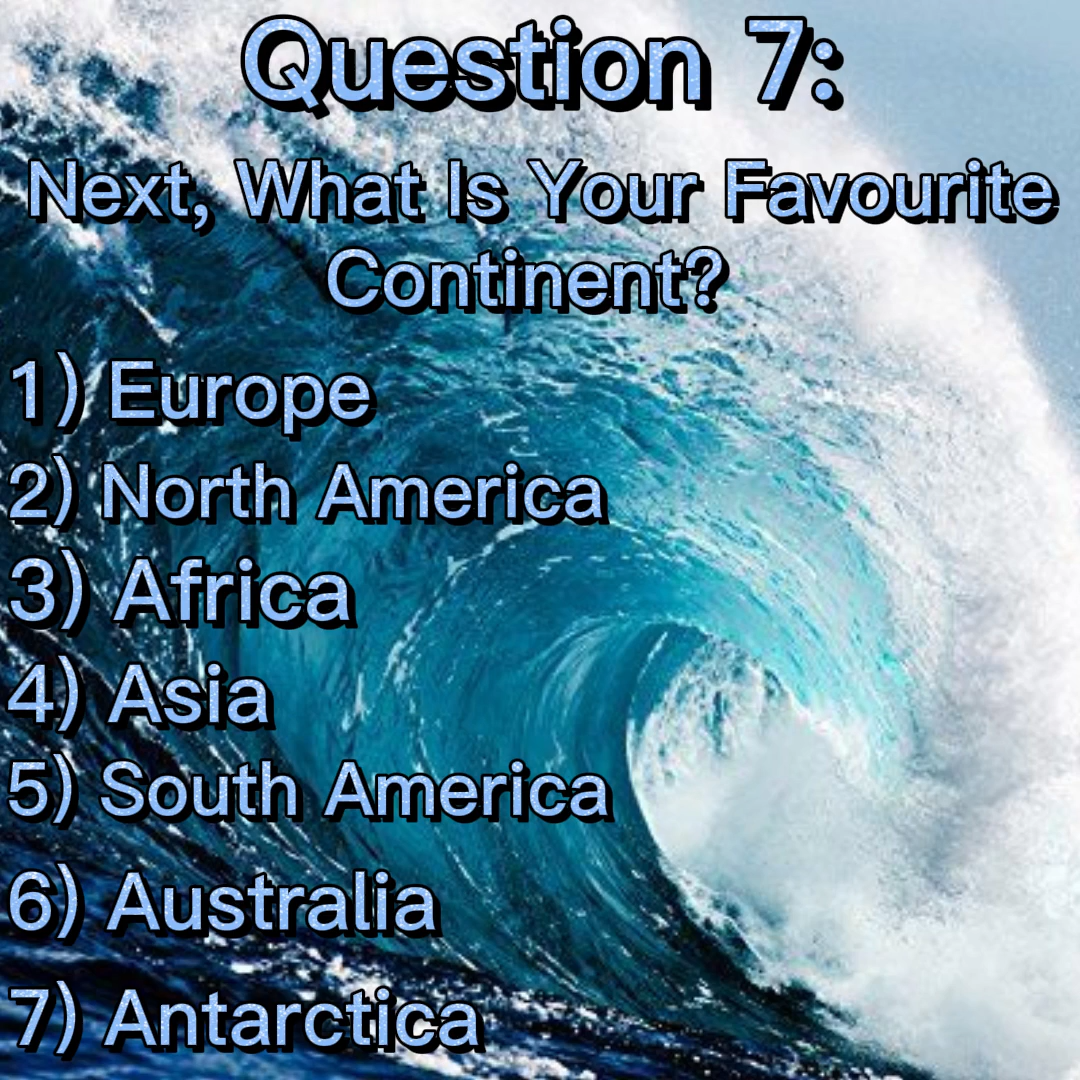 Question 7:
Next, What Is Your Favourite
Continent?
1) Europe
2) North America
3) Africa
4) Asia
5) South America
6) Australia
7) Antarctica